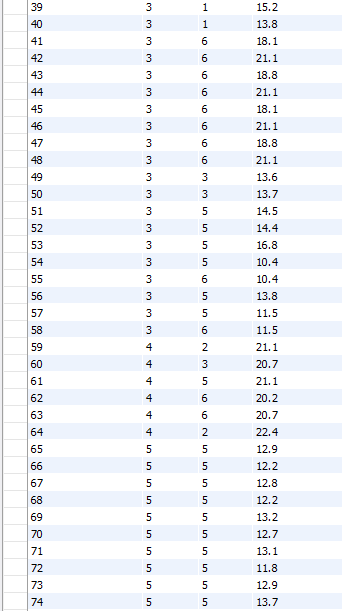 39 3 1 15.2
40 3 1 13.8
41 3 6 18.1
42 3 6 21.1
43 3 6 18.8
44 3 6 21.1
45 3 6 18.1
46 3 6 21.1
47 3 6 18.8
48 3 6 21.1
49 3 3 13.6
50 3 3 13.7
51 3 5 14.5
52 3 5 14.4
53 3 5 16.8
54 3 5 10.4
55 3 6 10.4
56 3 5 13.8
57 3 5 11.5
58 3 6 11.5
59 4 2 21.1
60 4 3 20.7
61 4 5 21.1
62 4 6 20.2
63 4 6 20.7
64 4 2 22.4
65 5 5 12.9
66 5 5 12.2
67 5 5 12.8
68 5 5 12.2
69 5 5 13.2
70 5 5 12.7
71 5 5 13.1
72 5 5 11.8
73 5 5 12.9
74 5 5 13.7